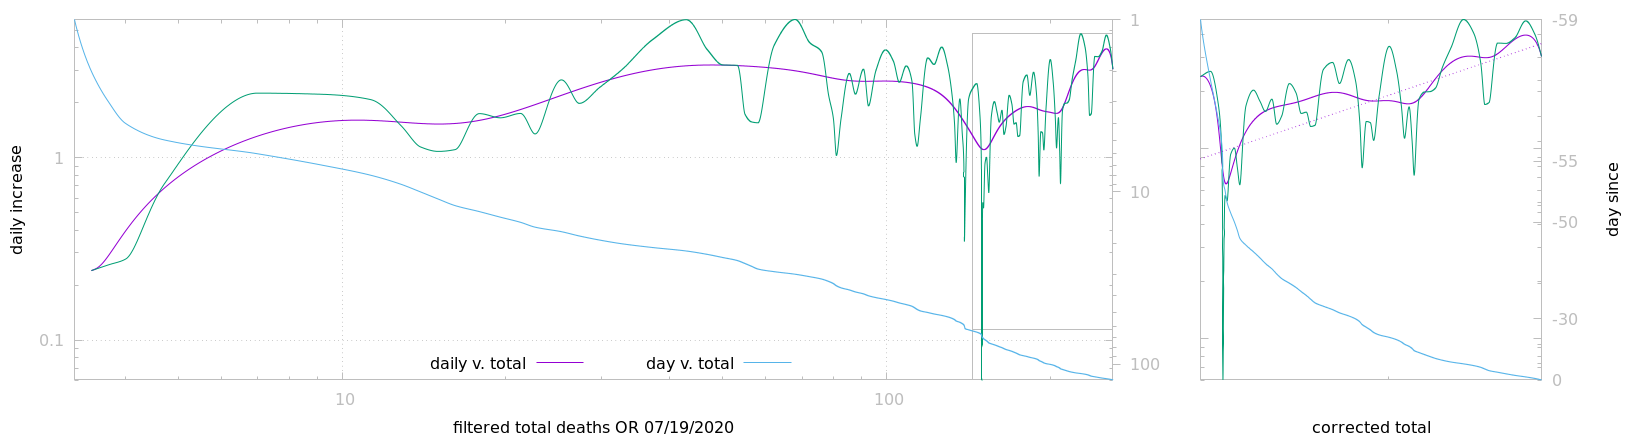 1
-59
daily increase
1
-55
day since
10
-50
-30
0.1
daily v. total
day v. total
100
0
10
100
filtered total deaths OR 07/19/2020
corrected total